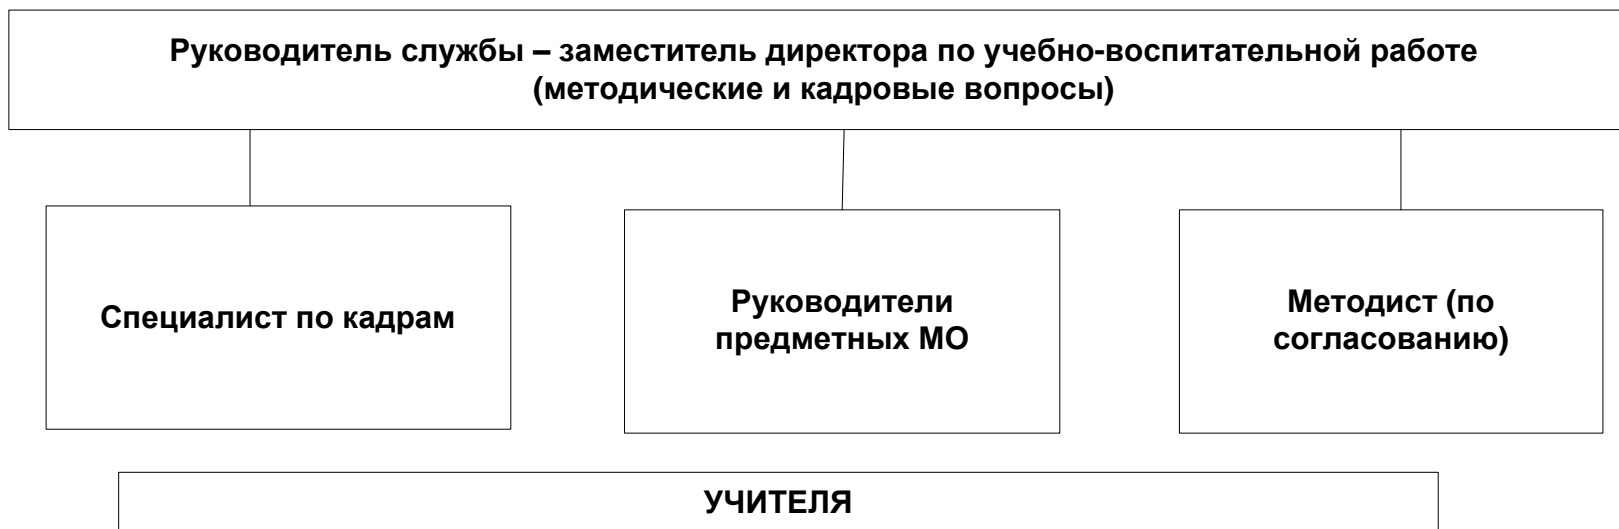 Руководитель службы – заместитель директора по учебно-воспитательной работе
(методические и кадровые вопросы)
Специалист по кадрам
Руководители
предметных МО
Методист (по
согласованию)
УЧИТЕЛЯ